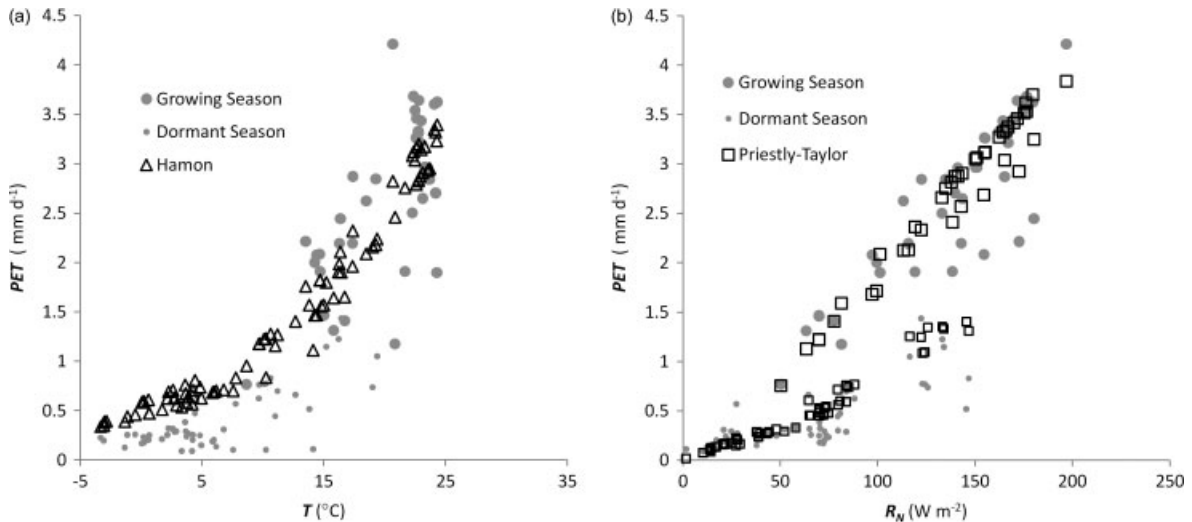 (a)
4.5
4
3.5
3
2.5
2
1.5
1
0.5
0
PET ( mm d⁻¹)
Growing Season
Dormant Season
Hamon
-5
5
15
25
35
T (°C)
(b)
4.5
4
3.5
3
2.5
2
1.5
1
0.5
0
PET ( mm d⁻¹)
Growing Season
Dormant Season
Priestly-Taylor
0
50
100
150
200
250
R_N (W m⁻²)